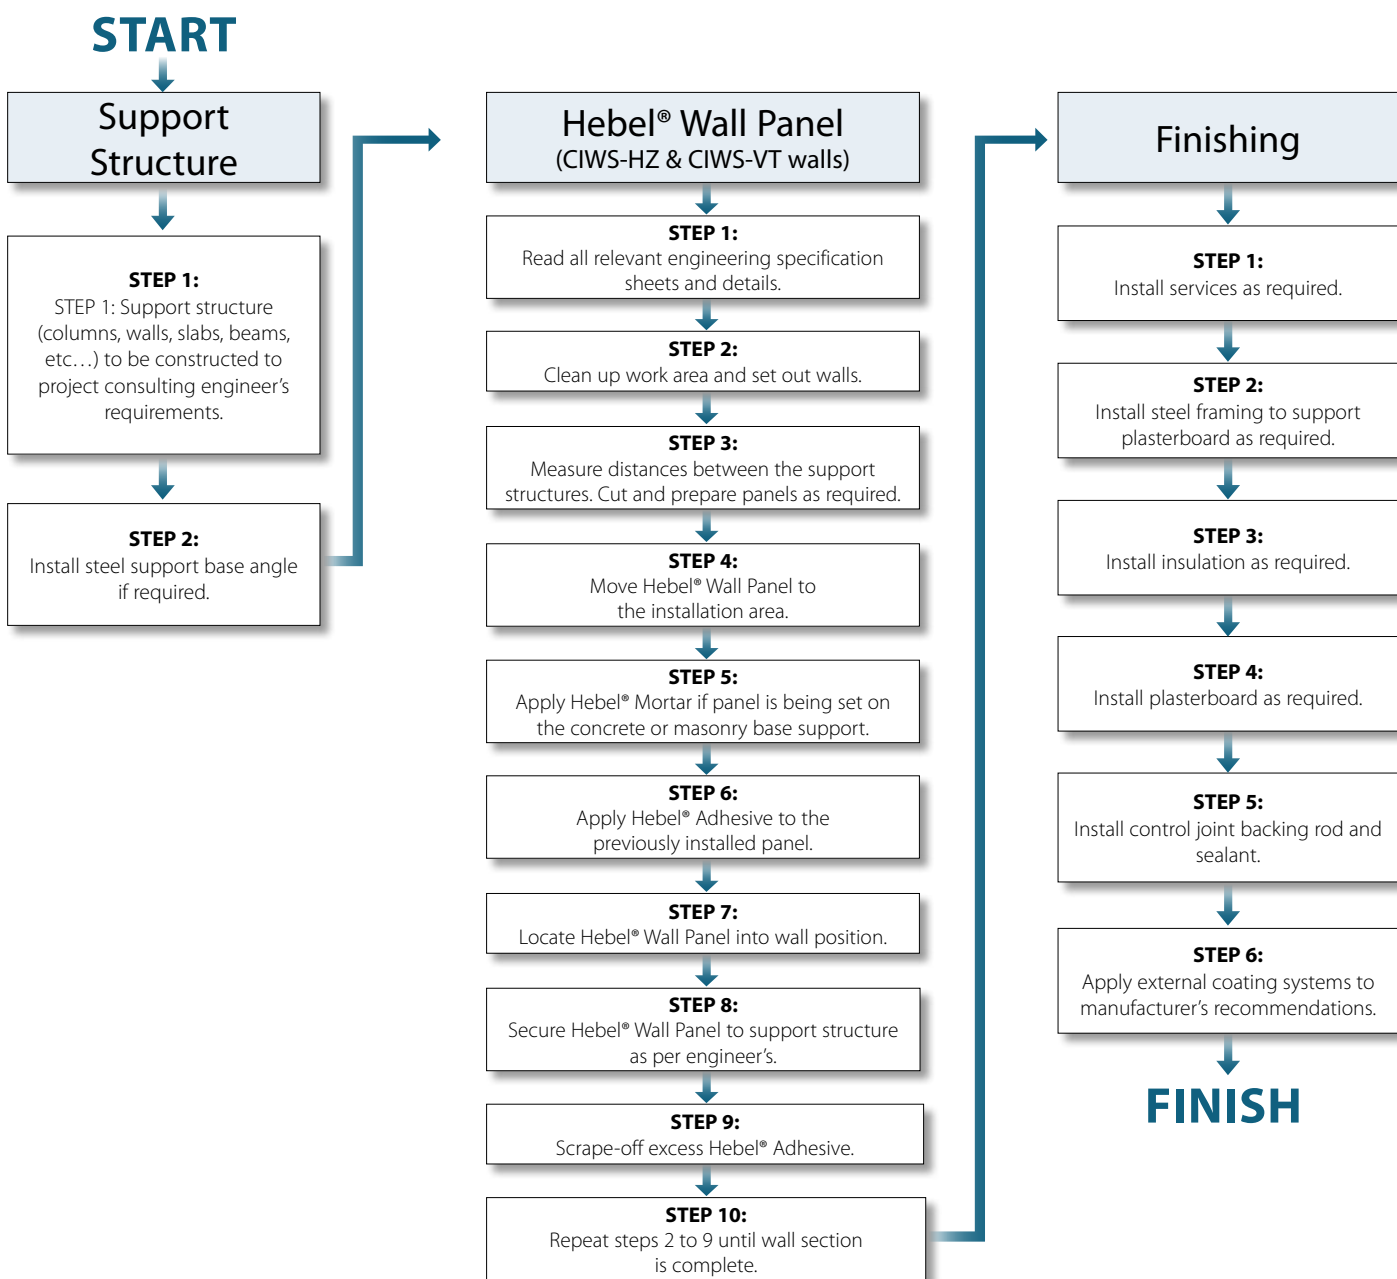 START
Support
Structure
STEP 1:
STEP 1: Support structure
(columns, walls, slabs, beams,
etc…) to be constructed to
project consulting engineer’s
requirements.
STEP 2:
Install steel support base angle
if required.
Hebel® Wall Panel
(CIWS-HZ & CIWS-VT walls)
STEP 1:
Read all relevant engineering specification
sheets and details.
STEP 2:
Clean up work area and set out walls.
STEP 3:
Measure distances between the support
structures. Cut and prepare panels as required.
STEP 4:
Move Hebel® Wall Panel to
the installation area.
STEP 5:
Apply Hebel® Mortar if panel is being set on
the concrete or masonry base support.
STEP 6:
Apply Hebel® Adhesive to the
previously installed panel.
STEP 7:
Locate Hebel® Wall Panel into wall position.
STEP 8:
Secure Hebel® Wall Panel to support structure
as per engineer’s.
STEP 9:
Scrape-off excess Hebel® Adhesive.
STEP 10:
Repeat steps 2 to 9 until wall section
is complete.
Finishing
STEP 1:
Install services as required.
STEP 2:
Install steel framing to support
plasterboard as required.
STEP 3:
Install insulation as required.
STEP 4:
Install plasterboard as required.
STEP 5:
Install control joint backing rod and
sealant.
STEP 6:
Apply external coating systems to
manufacturer’s recommendations.
FINISH